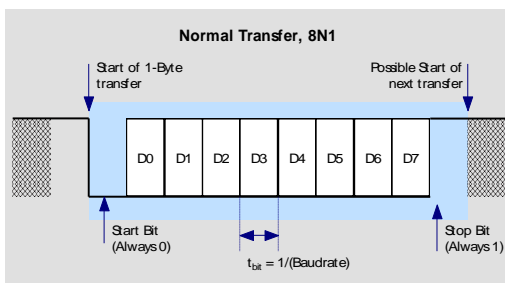 Normal Transfer, 8N1
Start of 1-Byte
transfer
Possible Start of
next transfer
D0 D1 D2 D3 D4 D5 D6 D7
Start Bit
(Always 0)
Stop Bit
(Always 1)
tbit = 1/(Baudrate)